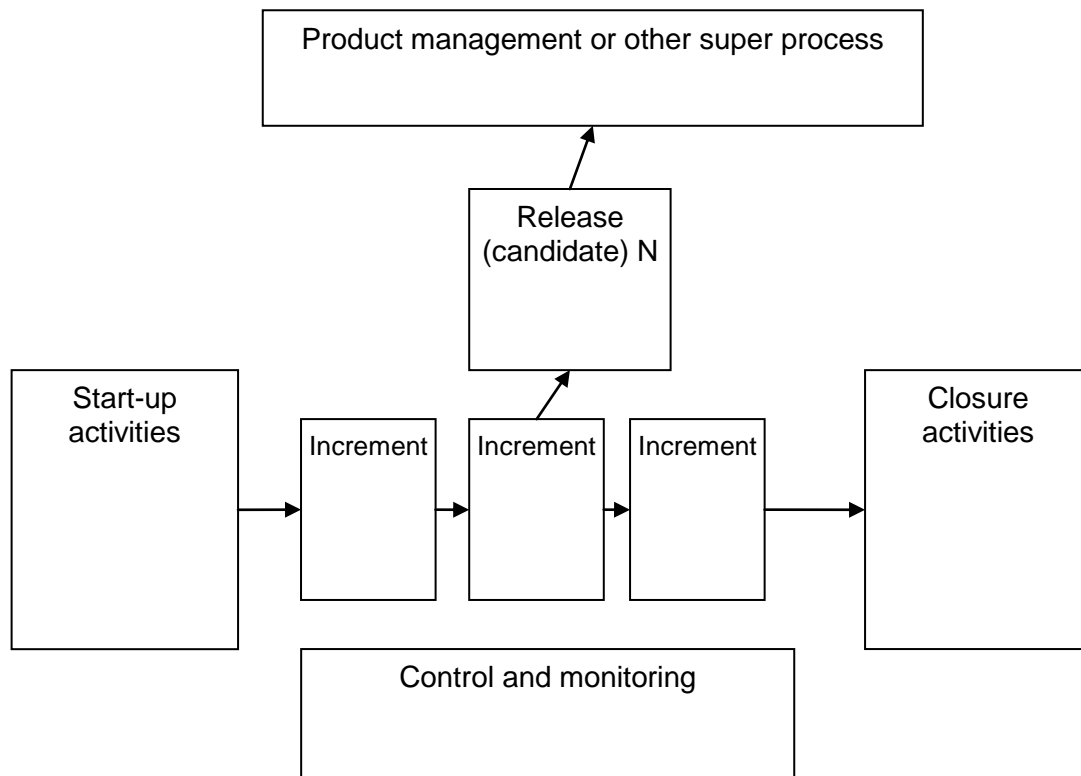 Product management or other super process
Release
(candidate) N
Start-up
activities
Increment
Increment
Increment
Closure
activities
Control and monitoring